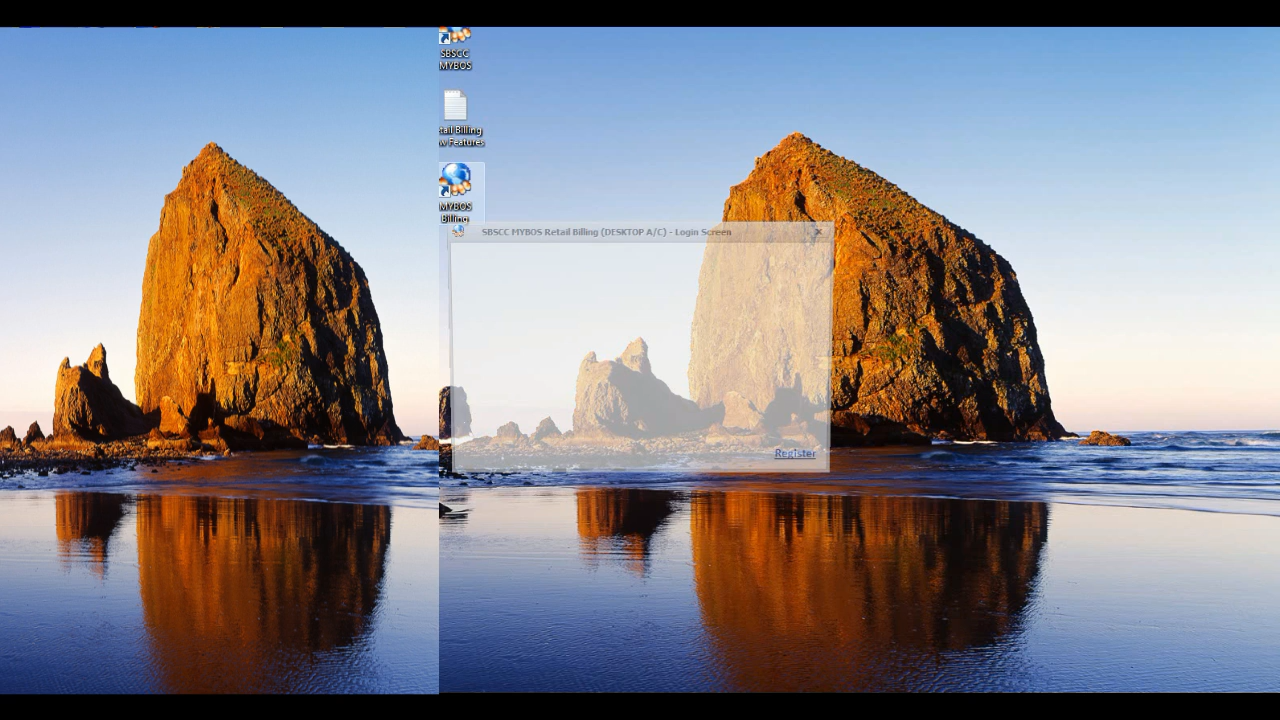 SBSCC
MYBOS
tail Billing
w Features
MYBOS
Billing
SBSCC MYBOS Retail Billing (DESKTOP A/C) - Login Screen
Register